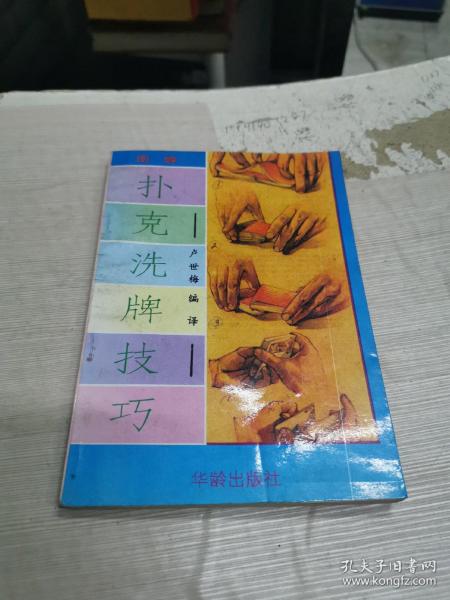 图解
扑克洗牌技巧
卢世梅 编译
华龄出版社
孔夫子旧书网
www.kongfz.com